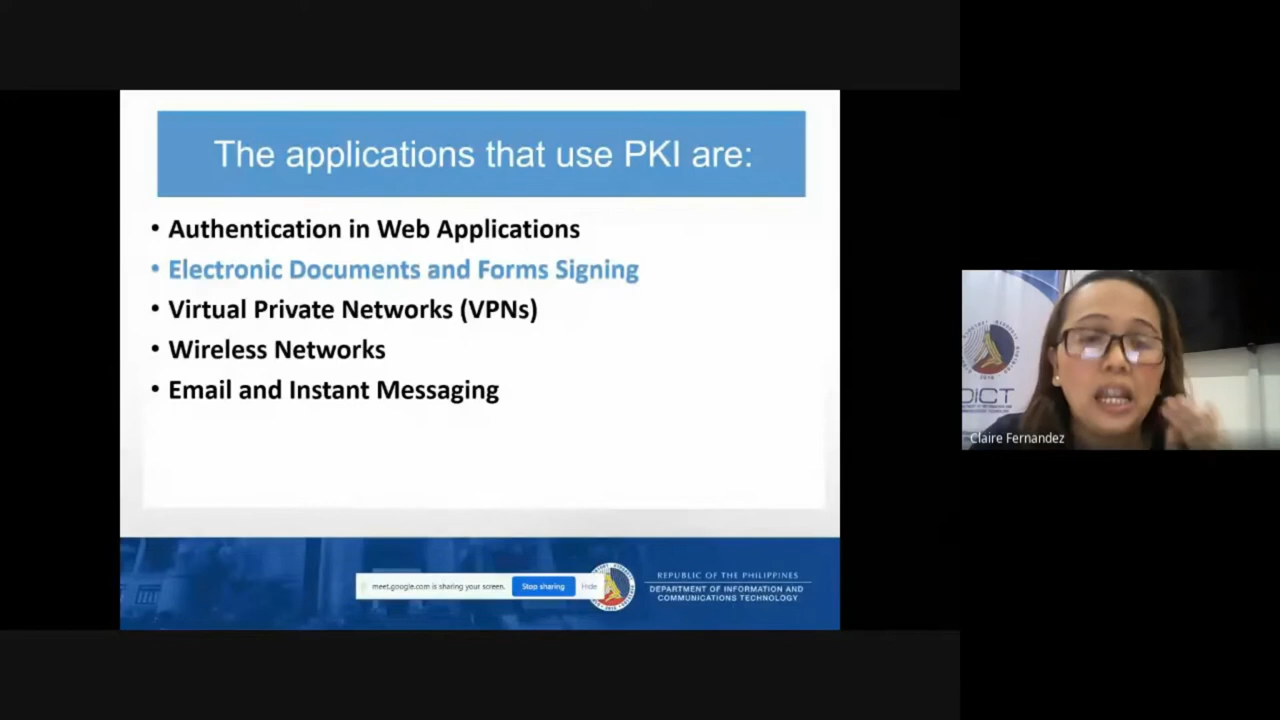 The applications that use PKI are:
• Authentication in Web Applications
• Electronic Documents and Forms Signing
• Virtual Private Networks (VPNs)
• Wireless Networks
• Email and Instant Messaging
meet.google.com is sharing your screen. Stop sharing Hide
REPUBLIC OF THE PHILIPPINES
DEPARTMENT OF INFORMATION AND
COMMUNICATIONS TECHNOLOGY
DICT
Claire Fernandez